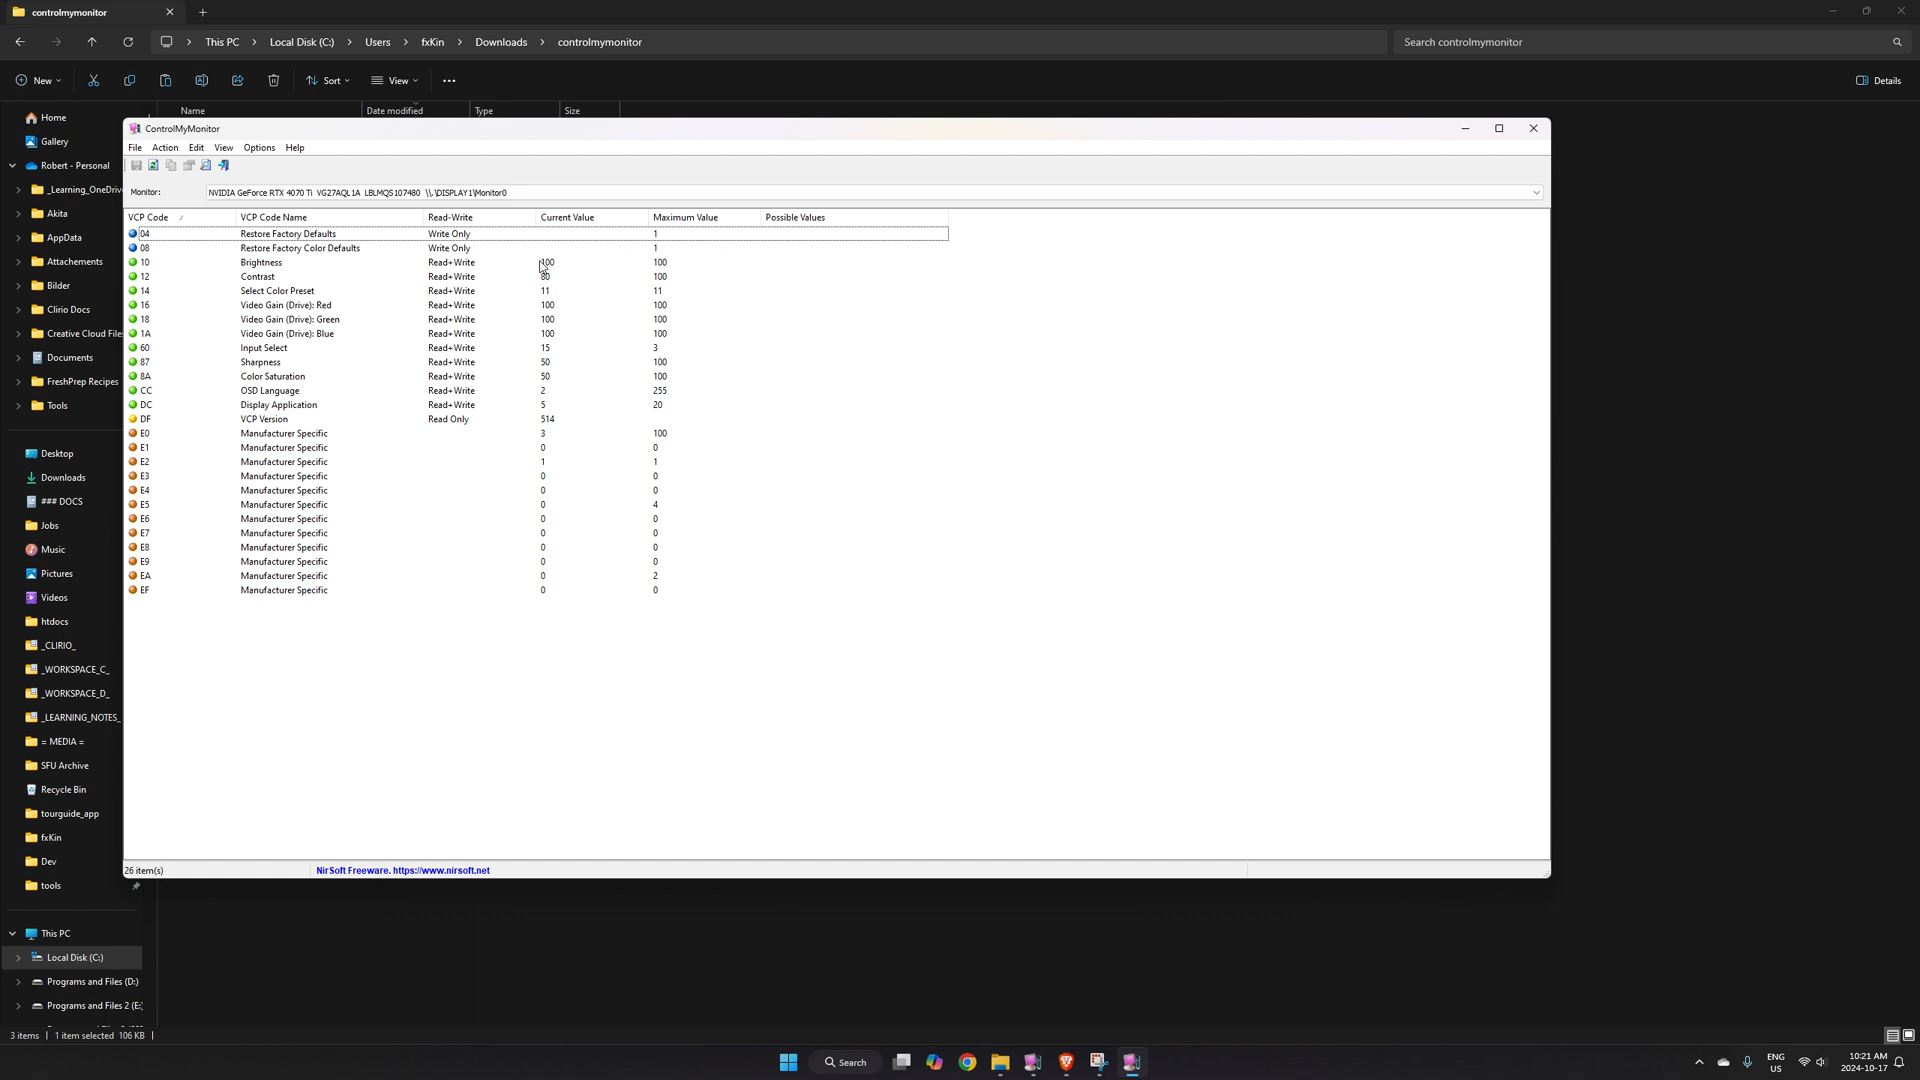 controlmymonitor
This PC > Local Disk (C:) > Users > fxKin > Downloads > controlmymonitor
Search controlmymonitor
New
Sort
View
Details
Name Date modified Type Size
Home
Gallery
Robert - Personal
_Learning_OneDriv
Akita
AppData
Attachements
Bilder
Clirio Docs
Creative Cloud File
Documents
FreshPrep Recipes
Tools
Desktop
Downloads
### DOCS
Jobs
Music
Pictures
Videos
htdocs
_CLIRIO_
_WORKSPACE_C_
_WORKSPACE_D_
_LEARNING_NOTES_
= MEDIA =
SFU Archive
Recycle Bin
tourguide_app
fxKin
Dev
tools
This PC
Local Disk (C:)
Programs and Files (D:)
Programs and Files 2 (E:)
3 items 1 item selected 106 KB
ControlMyMonitor
File Action Edit View Options Help
Monitor: NVIDIA GeForce RTX 4070 Ti VG27AQL1A LBLMQS107480 \\.\DISPLAY1\Monitor0
VCP Code / VCP Code Name Read-Write Current Value Maximum Value Possible Values
04 Restore Factory Defaults Write Only 1
08 Restore Factory Color Defaults Write Only 1
10 Brightness Read+Write 100 100
12 Contrast Read+Write 80 100
14 Select Color Preset Read+Write 11 11
16 Video Gain (Drive): Red Read+Write 100 100
18 Video Gain (Drive): Green Read+Write 100 100
1A Video Gain (Drive): Blue Read+Write 100 100
60 Input Select Read+Write 15 3
87 Sharpness Read+Write 50 100
8A Color Saturation Read+Write 50 100
CC OSD Language Read+Write 2 255
DC Display Application Read+Write 5 20
DF VCP Version Read Only 514
E0 Manufacturer Specific 3 100
E1 Manufacturer Specific 0 0
E2 Manufacturer Specific 1 1
E3 Manufacturer Specific 0 0
E4 Manufacturer Specific 0 0
E5 Manufacturer Specific 0 4
E6 Manufacturer Specific 0 0
E7 Manufacturer Specific 0 0
E8 Manufacturer Specific 0 0
E9 Manufacturer Specific 0 0
EA Manufacturer Specific 0 2
EF Manufacturer Specific 0 0
26 item(s) NirSoft Freeware. https://www.nirsoft.net
Search
ENG
US
10:21 AM
2024-10-17